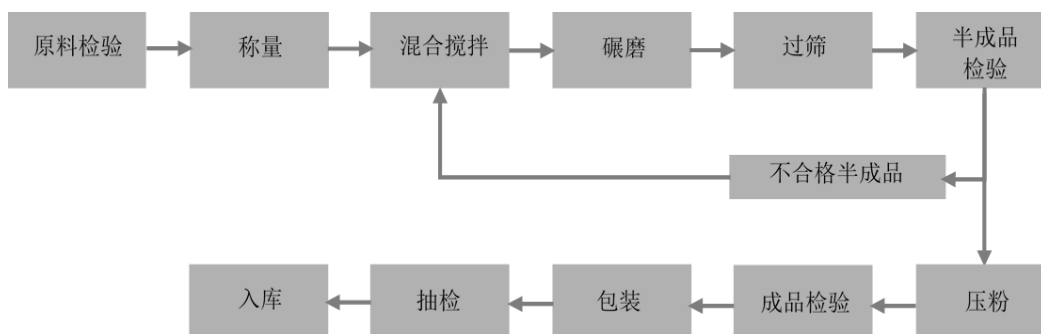 原料检验
称量
混合搅拌
碾磨
过筛
半成品
检验
不合格半成品
入库
抽检
包装
成品检验
压粉